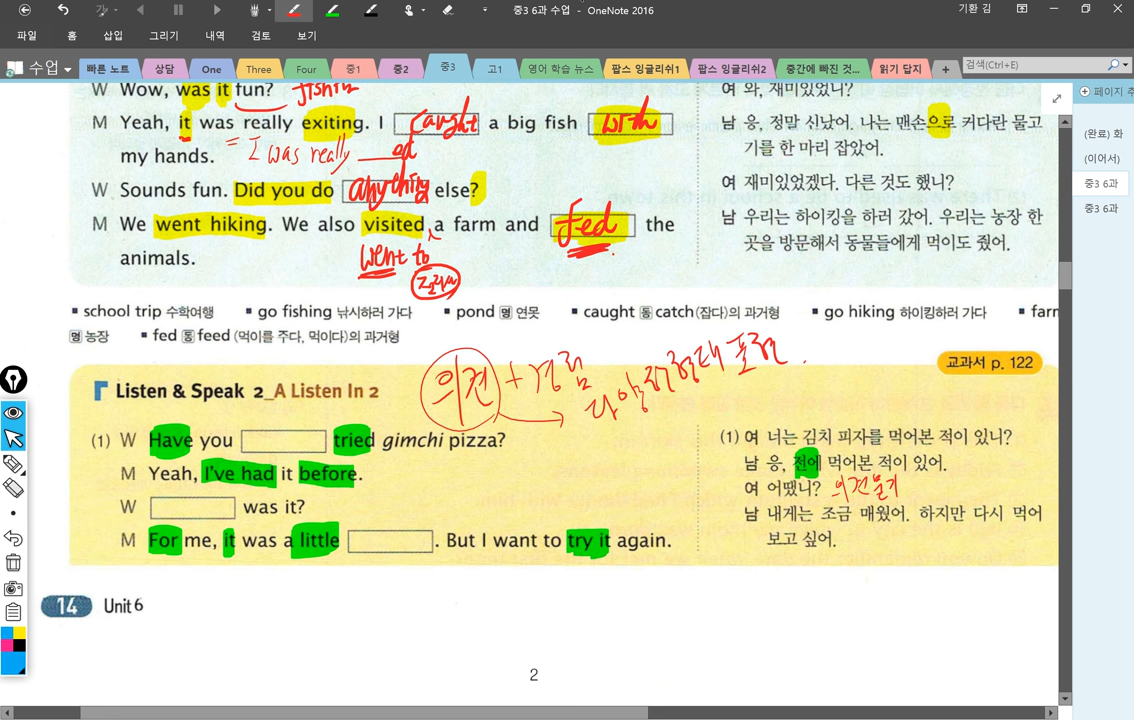 중3 6과 수업 - OneNote 2016
기환 김
파일 홈 삽입 그리기 내역 검토 보기
수업 빠른 노트 상담 One Three Four 중1 중2 중3 고1 영어 학습 뉴스 팝스 잉글리쉬1 팝스 잉글리쉬2 중간에 빠진 것... 읽기 답지 + 검색(Ctrl+E)
페이지 추
(완료) 화
(이어서)
중3 6과
중3 6과
W Wow, was it fun?
M Yeah, it was really exiting. I caught a big fish with
my hands.
= I was really ed
W Sounds fun. Did you do anything else?
M We went hiking. We also visited a farm and fed the
animals.
went to
여 와, 재미있었니?
남 응, 정말 신났어. 나는 맨손으로 커다란 물고
기를 한 마리 잡았어.
여 재미있었겠다. 다른 것도 했니?
남 우리는 하이킹을 하러 갔어. 우리는 농장 한
곳을 방문해서 동물들에게 먹이도 줬어.
▪ school trip 수학여행 ▪ go fishing 낚시하러 가다 ▪ pond 명 연못 ▪ caught 동 catch(잡다)의 과거형 ▪ go hiking 하이킹하러 가다 ▪ farm
명 농장 ▪ fed 동 feed (먹이를 주다, 먹이다)의 과거형
교과서 p. 122
의견 + 경험
다양한 형태 표현.
Listen & Speak 2_A Listen In 2
(1) W Have you tried gimchi pizza?
M Yeah, I've had it before.
W was it?
M For me, it was a little . But I want to try it again.
(1) 여 너는 김치 피자를 먹어본 적이 있니?
남 응, 전에 먹어본 적이 있어.
여 어땠니? 의견 묻기
남 내게는 조금 매웠어. 하지만 다시 먹어
보고 싶어.
14 Unit 6
2